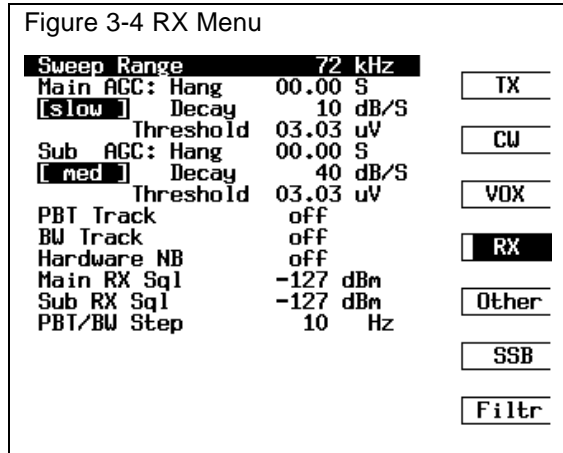 Figure 3-4 RX Menu
Sweep Range 72 kHz
Main AGC: Hang 00.00 S
[slow ] Decay 10 dB/S
Threshold 03.03 uV
Sub AGC: Hang 00.00 S
[ med ] Decay 40 dB/S
Threshold 03.03 uV
PBT Track off
BW Track off
Hardware NB off
Main RX Sql -127 dBm
Sub RX Sql -127 dBm
PBT/BW Step 10 Hz
TX
CW
VOX
RX
Other
SSB
Filtr